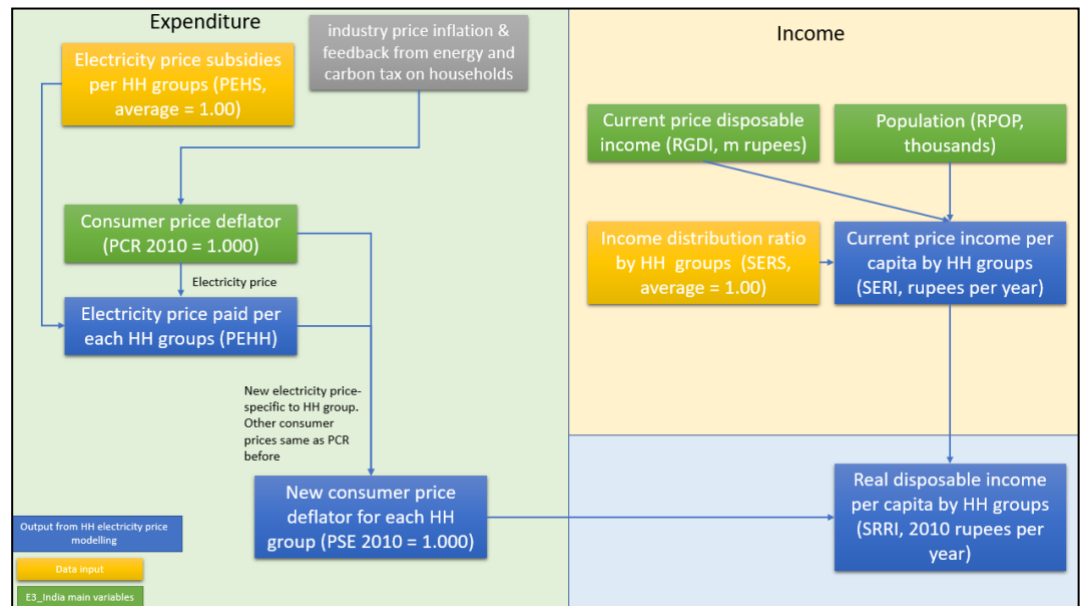 Expenditure
Electricity price subsidies
per HH groups (PEHS,
average = 1.00)
industry price inflation &
feedback from energy and
carbon tax on households
Consumer price deflator
(PCR 2010 = 1.000)
Electricity price
Electricity price paid per
each HH groups (PEHH)
New electricity price-
specific to HH group.
Other consumer
prices same as PCR
before
New consumer price
deflator for each HH
group (PSE 2010 = 1.000)
Output from HH electricity price
modelling
Data input
E3_India main variables
Income
Current price disposable
income (RGDI, m rupees)
Population (RPOP,
thousands)
Income distribution ratio
by HH groups (SERS,
average = 1.00)
Current price income per
capita by HH groups
(SERI, rupees per year)
Real disposable income
per capita by HH groups
(SRRI, 2010 rupees per
year)